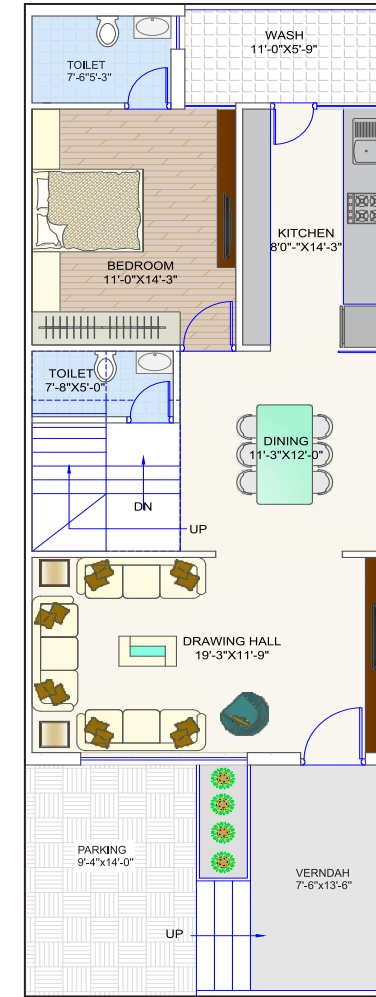 WASH
11'-0"X5'-9"
TOILET
7'-6"5'-3"
KITCHEN
8'0"-"X14'-3"
BEDROOM
11'-0"X14'-3"
TOILET
7'-8"X5'-0"
DINING
11'-3"X12'-0"
DN
UP
DRAWING HALL
19'-3"X11'-9"
PARKING
9'-4"x14'-0"
VERNDAH
7'-6"x13'-6"
UP